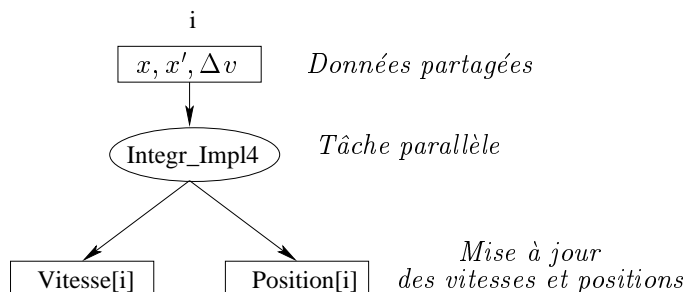 i
x, x′, Δv
Données partagées
Integr_Impl4
Tâche parallèle
Vitesse[i]
Position[i]
Mise à jour
des vitesses et positions